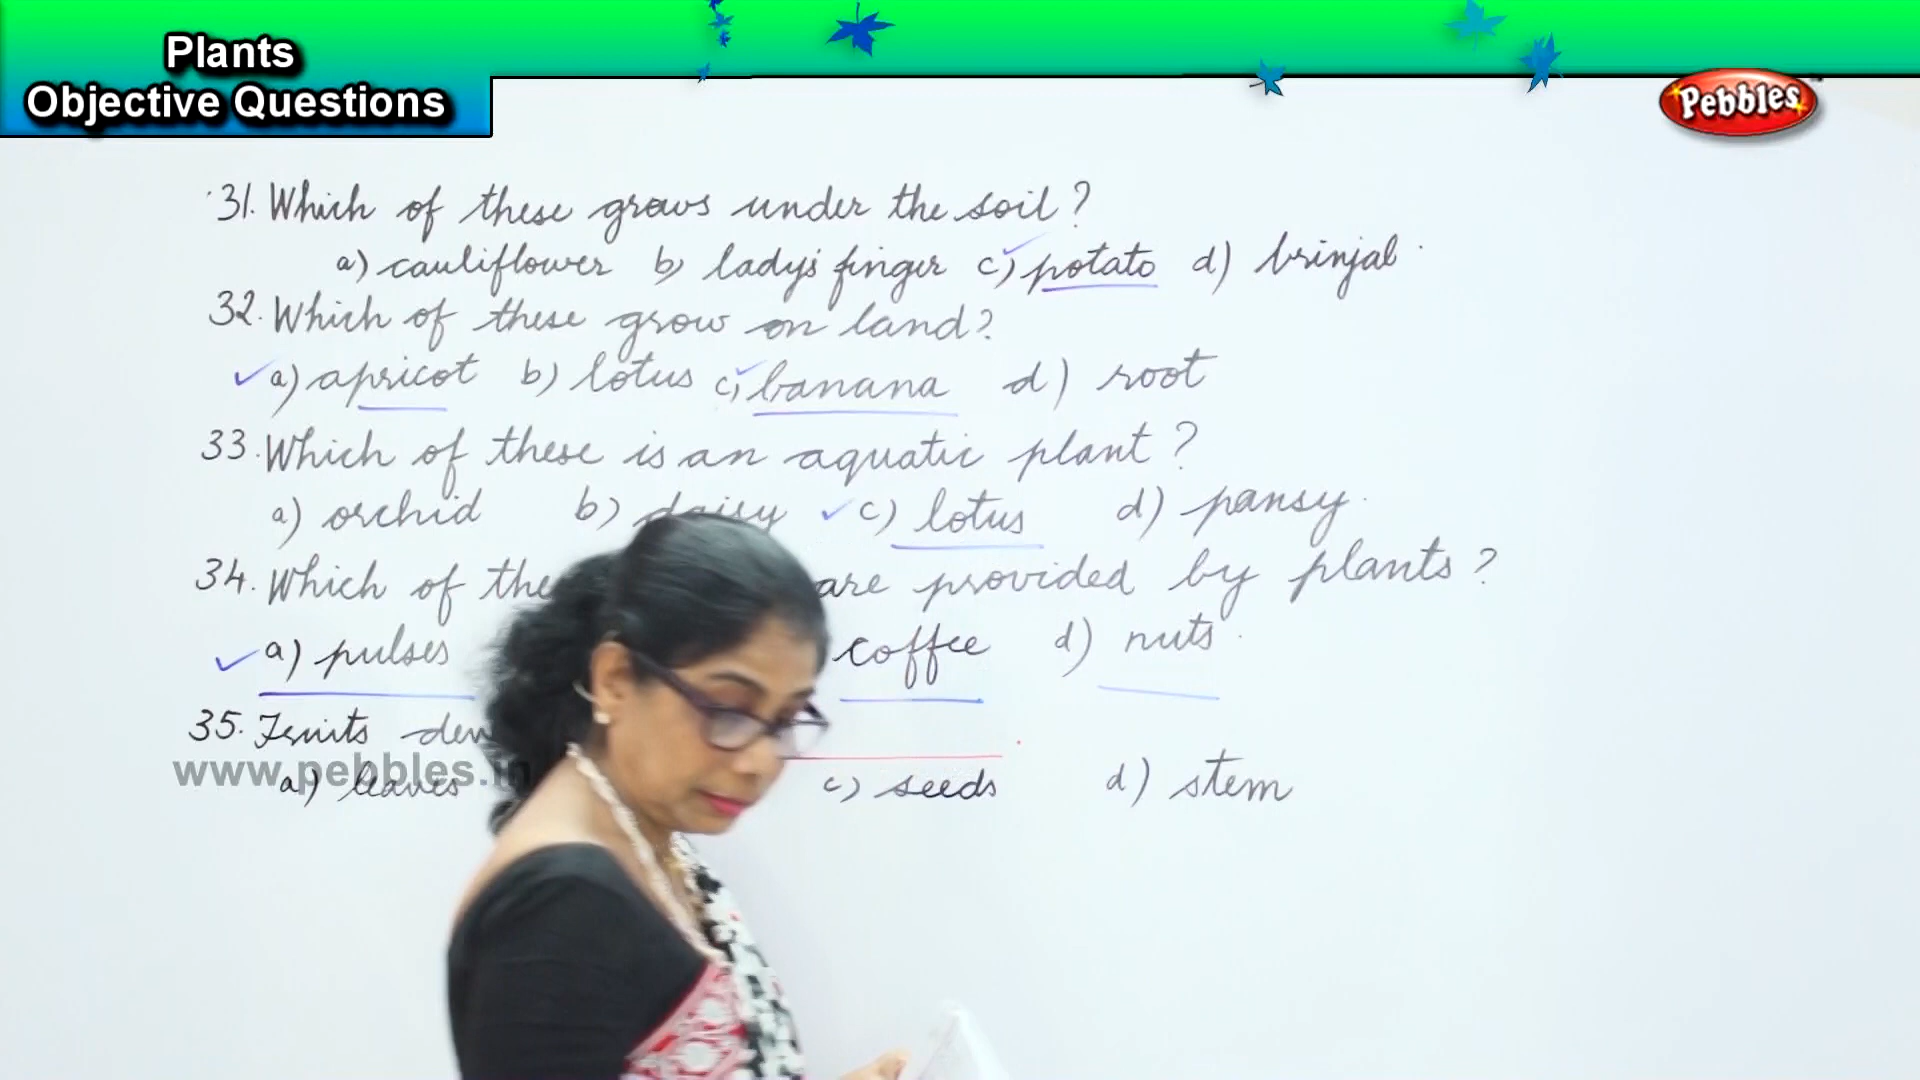 Plants
Objective Questions
Pebbles
31. Which of these grows under the soil?
a) cauliflower b) lady's finger c) potato d) brinjal
32. Which of these grow on land?
a) apricot b) lotus c) banana d) root
33. Which of these is an aquatic plant?
a) orchid b) daisy c) lotus d) pansy
34. Which of are provided by plants?
a) pulses coffee d) nuts
35. Fruits
www.pebbles.in
a) leaves c) seeds d) stem